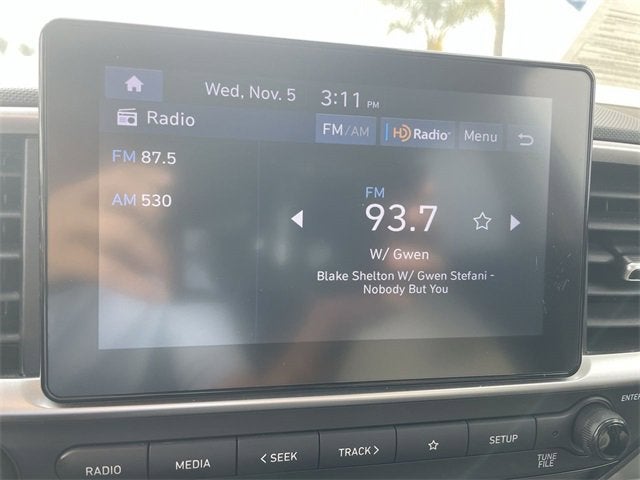 Wed, Nov. 5 3:11 PM
Radio
FM/AM HD Radio Menu
FM 87.5
AM 530
FM
93.7
W/ Gwen
Blake Shelton W/ Gwen Stefani -
Nobody But You
RADIO MEDIA < SEEK TRACK > SETUP
ENTER
TUNE
FILE